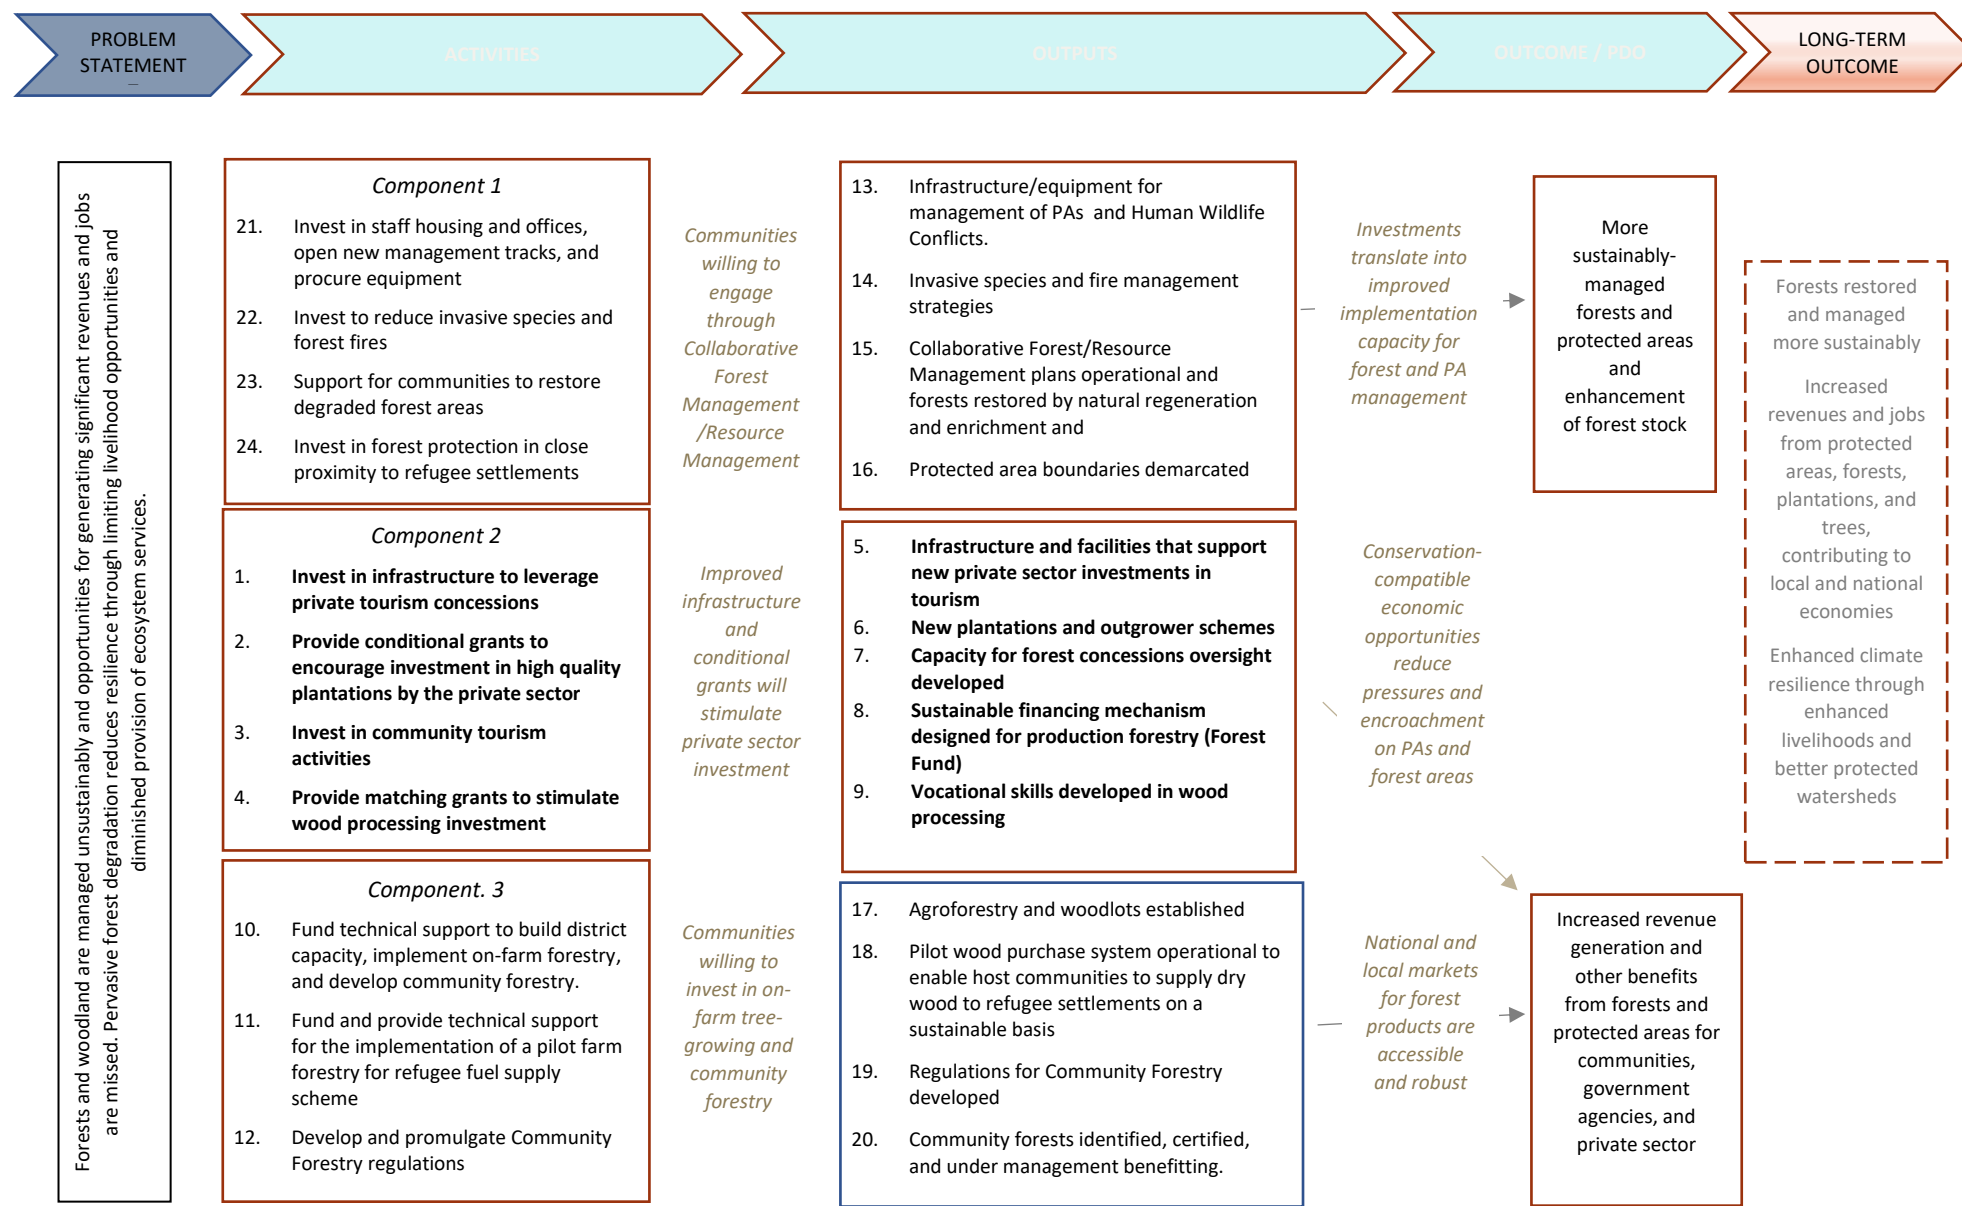 PROBLEM
STATEMENT
–
ACTIVITIES
OUTPUTS
OUTCOME / PDO
LONG-TERM
OUTCOME
Forests and woodland are managed unsustainably and opportunities for generating significant revenues and jobs
are missed. Pervasive forest degradation reduces resilience through limiting livelihood opportunities and
diminished provision of ecosystem services.
Component 1
21. Invest in staff housing and offices,
open new management tracks, and
procure equipment
22. Invest to reduce invasive species and
forest fires
23. Support for communities to restore
degraded forest areas
24. Invest in forest protection in close
proximity to refugee settlements
Communities
willing to
engage
through
Collaborative
Forest
Management
/Resource
Management
13. Infrastructure/equipment for
management of PAs and Human Wildlife
Conflicts.
14. Invasive species and fire management
strategies
15. Collaborative Forest/Resource
Management plans operational and
forests restored by natural regeneration
and enrichment and
16. Protected area boundaries demarcated
Investments
translate into
improved
implementation
capacity for
forest and PA
management
More
sustainably-
managed
forests and
protected areas
and
enhancement
of forest stock
Component 2
1. Invest in infrastructure to leverage
private tourism concessions
2. Provide conditional grants to
encourage investment in high quality
plantations by the private sector
3. Invest in community tourism
activities
4. Provide matching grants to stimulate
wood processing investment
Improved
infrastructure
and
conditional
grants will
stimulate
private sector
investment
5. Infrastructure and facilities that support
new private sector investments in
tourism
6. New plantations and outgrower schemes
7. Capacity for forest concessions oversight
developed
8. Sustainable financing mechanism
designed for production forestry (Forest
Fund)
9. Vocational skills developed in wood
processing
Conservation-
compatible
economic
opportunities
reduce
pressures and
encroachment
on PAs and
forest areas
Component. 3
10. Fund technical support to build district
capacity, implement on-farm forestry,
and develop community forestry.
11. Fund and provide technical support
for the implementation of a pilot farm
forestry for refugee fuel supply
scheme
12. Develop and promulgate Community
Forestry regulations
Communities
willing to
invest in on-
farm tree-
growing and
community
forestry
17. Agroforestry and woodlots established
18. Pilot wood purchase system operational to
enable host communities to supply dry
wood to refugee settlements on a
sustainable basis
19. Regulations for Community Forestry
developed
20. Community forests identified, certified,
and under management benefitting.
National and
local markets
for forest
products are
accessible
and robust
Increased revenue
generation and
other benefits
from forests and
protected areas for
communities,
government
agencies, and
private sector
Forests restored
and managed
more sustainably
Increased
revenues and jobs
from protected
areas, forests,
plantations, and
trees,
contributing to
local and national
economies
Enhanced climate
resilience through
enhanced
livelihoods and
better protected
watersheds